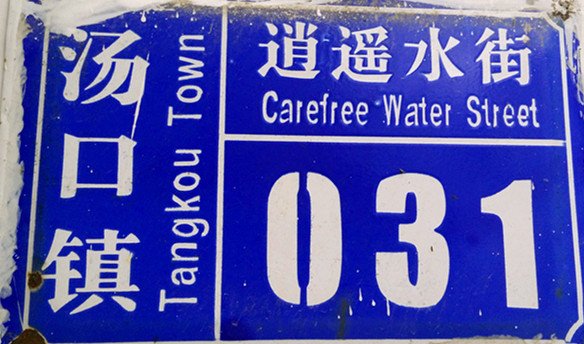 汤口镇
Tangkou Town
逍遥水街
Carefree Water Street
031